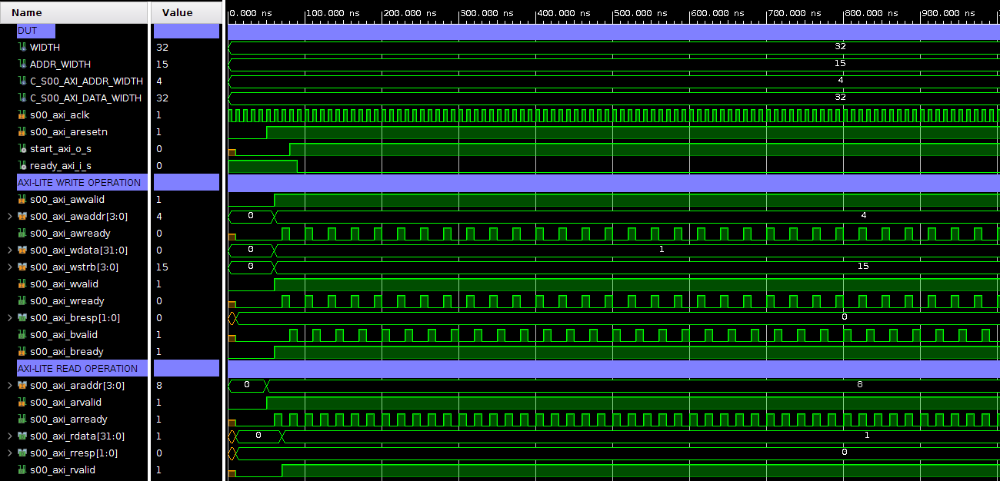 Name Value 0.000 ns 100.000 ns 200.000 ns 300.000 ns 400.000 ns 500.000 ns 600.000 ns 700.000 ns 800.000 ns 900.000 ns
DUT
WIDTH 32 32
ADDR_WIDTH 15 15
C_S00_AXI_ADDR_WIDTH 4 4
C_S00_AXI_DATA_WIDTH 32 32
s00_axi_aclk 1
s00_axi_aresetn 1
start_axi_o_s 0
ready_axi_i_s 0
AXI-LITE WRITE OPERATION
s00_axi_awvalid 1
s00_axi_awaddr[3:0] 4 0 4
s00_axi_awready 0
s00_axi_wdata[31:0] 0 0 1
s00_axi_wstrb[3:0] 15 0 15
s00_axi_wvalid 1
s00_axi_wready 0
s00_axi_bresp[1:0] 0 0
s00_axi_bvalid 1
s00_axi_bready 1
AXI-LITE READ OPERATION
s00_axi_araddr[3:0] 8 0 8
s00_axi_arvalid 1
s00_axi_arready 1
s00_axi_rdata[31:0] 1 0 1
s00_axi_rresp[1:0] 0 0
s00_axi_rvalid 1